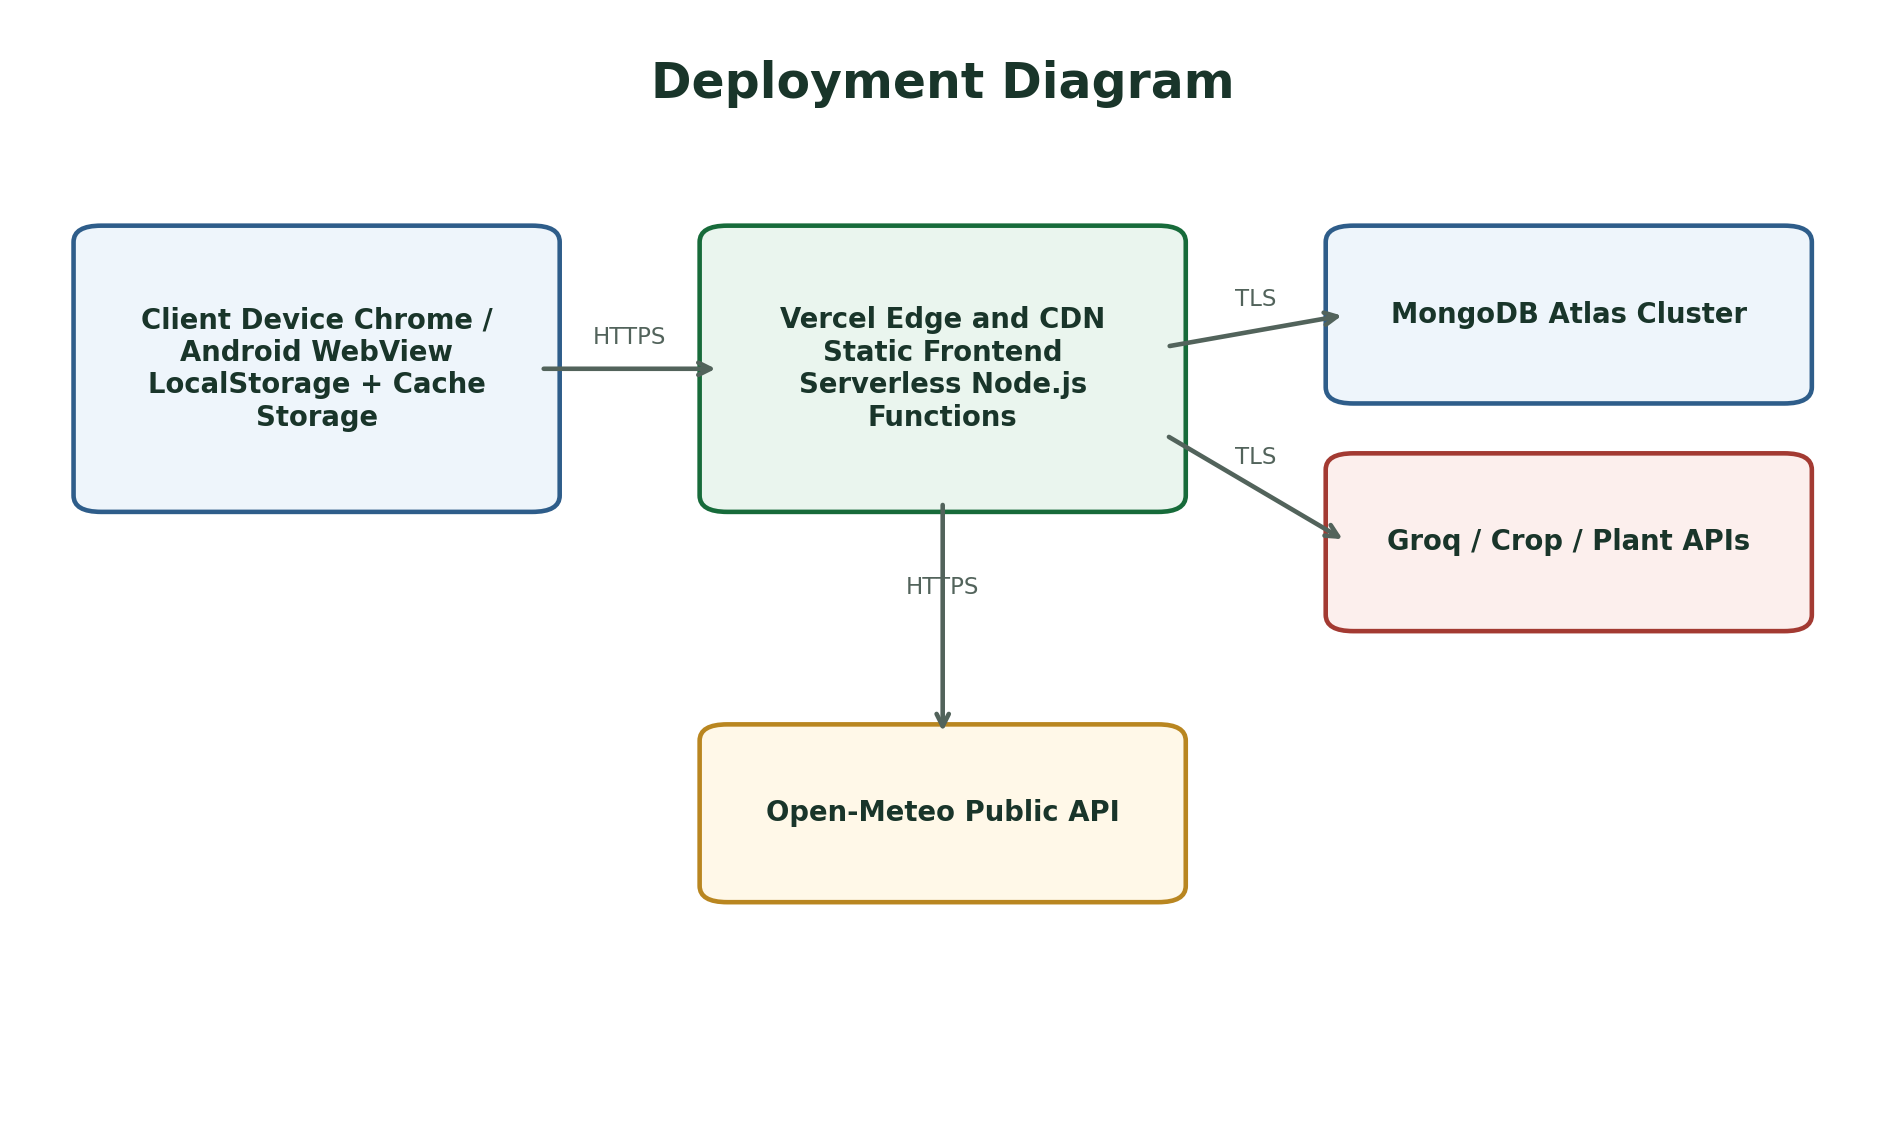 Deployment Diagram
Client Device Chrome /
Android WebView
LocalStorage + Cache
Storage
HTTPS
Vercel Edge and CDN
Static Frontend
Serverless Node.js
Functions
TLS
MongoDB Atlas Cluster
TLS
Groq / Crop / Plant APIs
HTTPS
Open-Meteo Public API